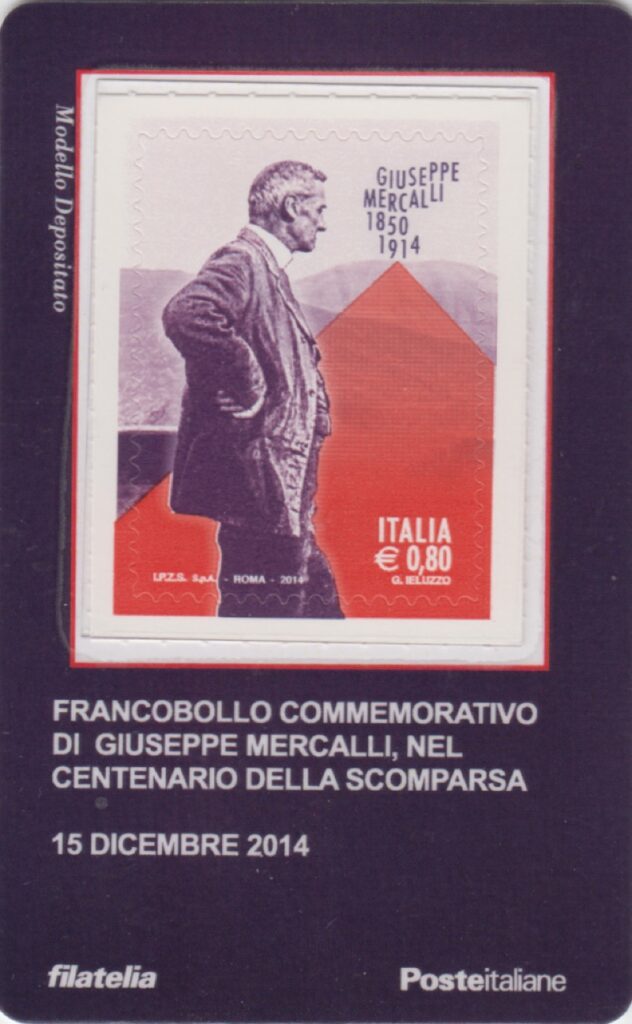 Modello Depositato
GIUSEPPE
MERCALLI
1850
1914
ITALIA
€ 0,80
G. IELUZZO
I.P.Z.S. S.p.A. - ROMA - 2014
FRANCOBOLLO COMMEMORATIVO
DI GIUSEPPE MERCALLI, NEL
CENTENARIO DELLA SCOMPARSA
15 DICEMBRE 2014
filatelia
Posteitaliane